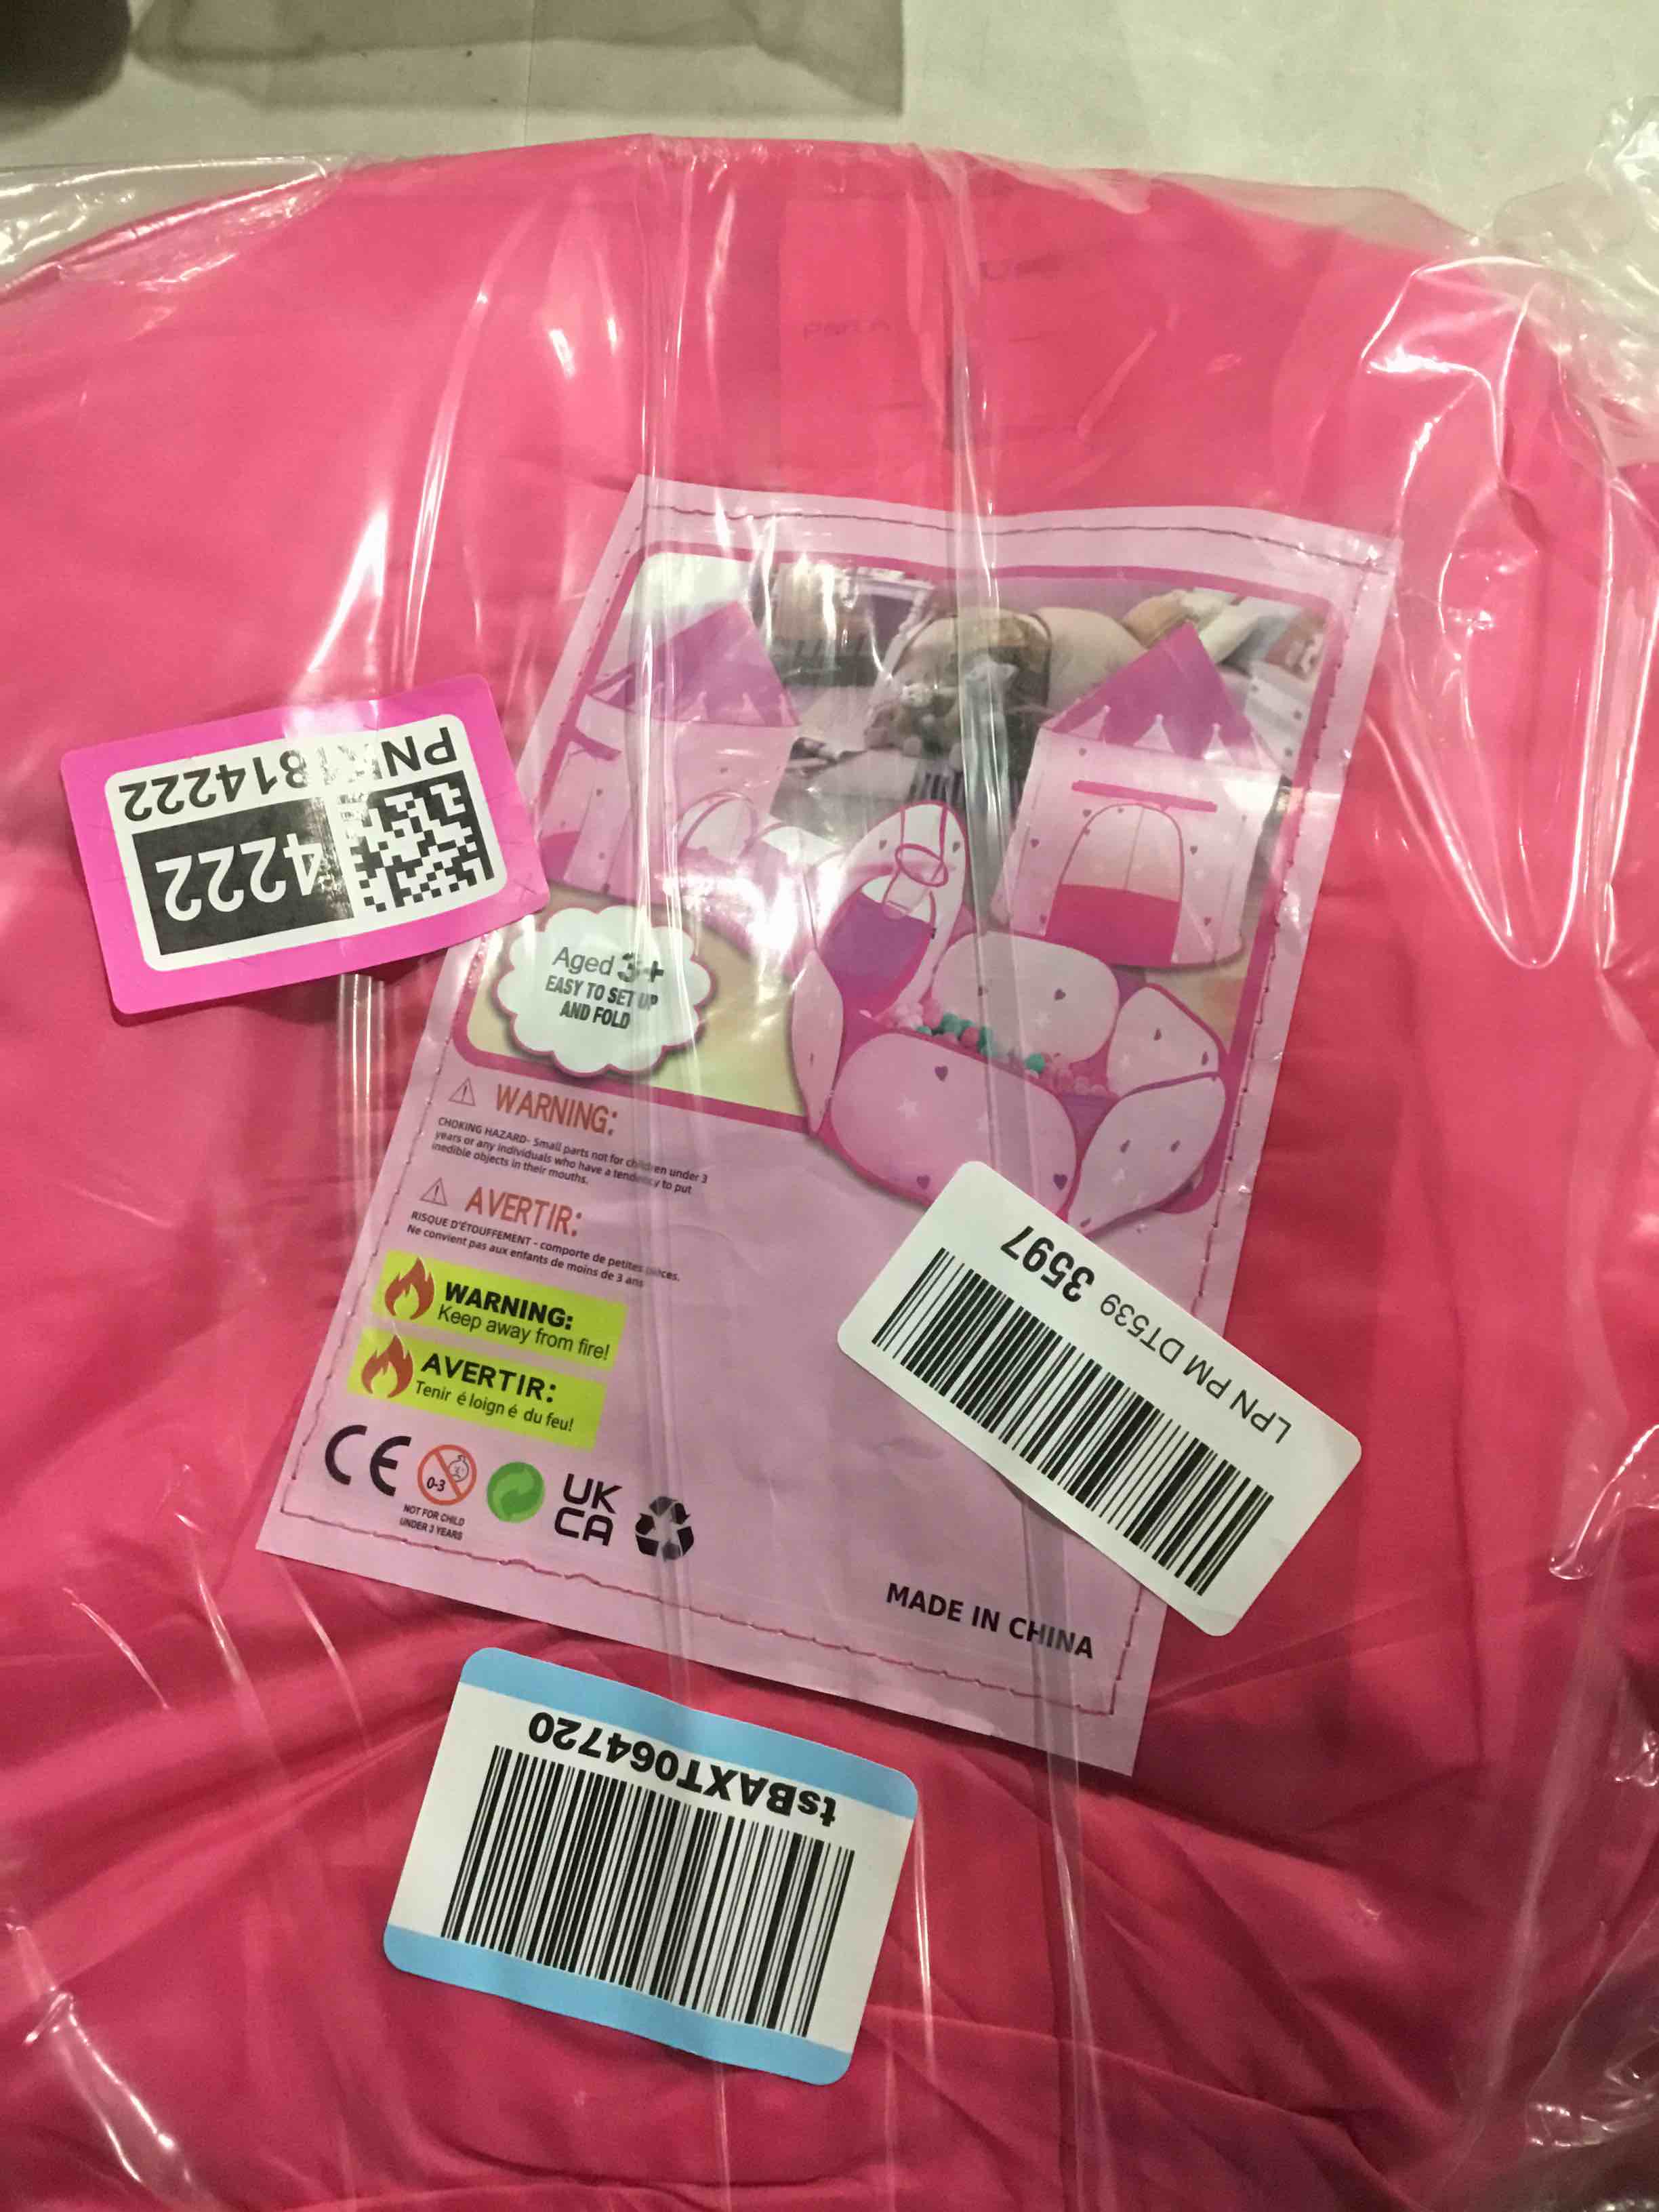 4222
Aged 3+
EASY TO SET UP
AND FOLD
WARNING:
CHOKING HAZARD- Small parts not for children under 3
years or any individuals who have a tendency to put
inedible objects in their mouths.
AVERTIR:
RISQUE D'ÉTOUFFEMENT - comporte de petites pièces.
Ne convient pas aux enfants de moins de 3 ans
WARNING:
Keep away from fire!
AVERTIR:
Tenir é loign é du feu!
CE
0-3
NOT FOR CHILD
UNDER 3 YEARS
UK
CA
LPN PM DT539 3597
MADE IN CHINA
tsBAXT064720